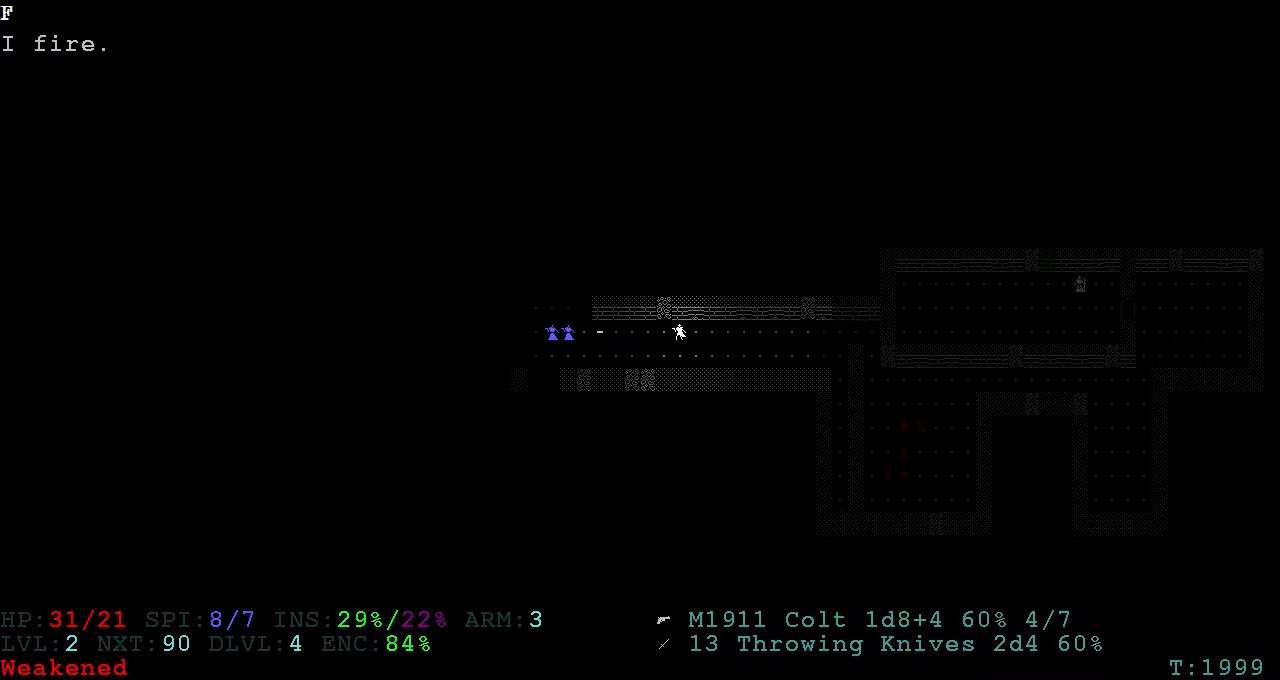 F
I fire.
HP:31/21 SPI:8/7 INS:29%/22% ARM:3
LVL:2 NXT:90 DLVL:4 ENC:84%
Weakened
M1911 Colt 1d8+4 60% 4/7
13 Throwing Knives 2d4 60%
T:1999